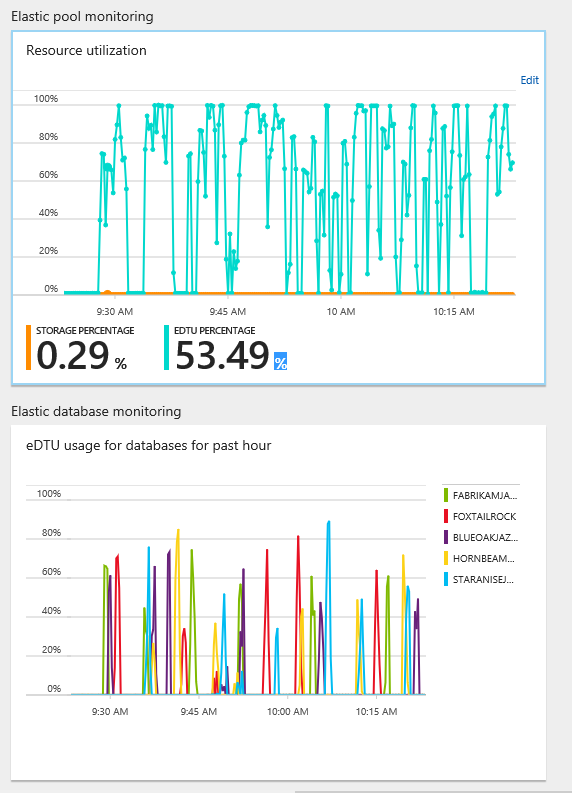 Elastic pool monitoring
Resource utilization
Edit
100%
80%
60%
40%
20%
0%
9:30 AM 9:45 AM 10 AM 10:15 AM
STORAGE PERCENTAGE EDTU PERCENTAGE
0.29 % 53.49 %
Elastic database monitoring
eDTU usage for databases for past hour
100%
80%
60%
40%
20%
0%
9:30 AM 9:45 AM 10:00 AM 10:15 AM
FABRIKAMJA...
FOXTAILROCK
BLUEOAKJAZ...
HORNBEAM...
STARANISEJ...